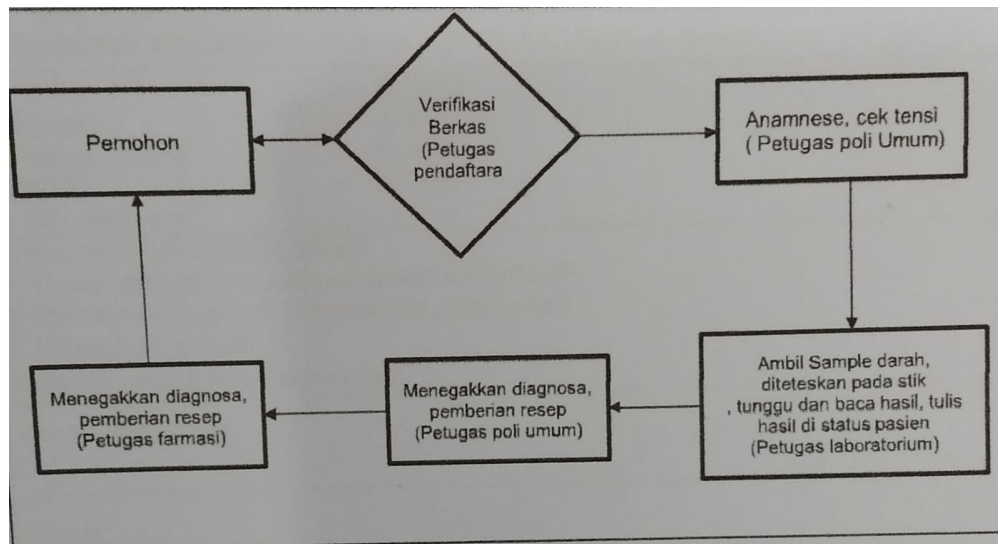 Pemohon
Verifikasi
Berkas
(Petugas
pendaftara
Anamnese, cek tensi
( Petugas poli Umum)
Ambil Sample darah,
diteteskan pada stik
, tunggu dan baca hasil, tulis
hasil di status pasien
(Petugas laboratorium)
Menegakkan diagnosa,
pemberian resep
(Petugas poli umum)
Menegakkan diagnosa,
pemberian resep
(Petugas farmasi)